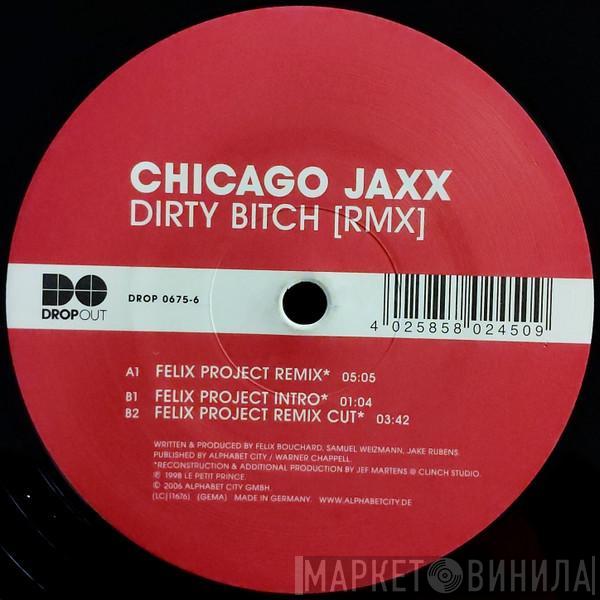 CHICAGO JAXX
DIRTY BITCH [RMX]
DROPOUT
DROP 0675-6
4 025858 024509
A1 FELIX PROJECT REMIX* 05:05
B1 FELIX PROJECT INTRO* 01:04
B2 FELIX PROJECT REMIX CUT* 03:42
WRITTEN & PRODUCED BY FELIX BOUCHARD, SAMUEL WEIZMANN, JAKE RUBENS.
PUBLISHED BY ALPHABET CITY / WARNER CHAPPELL.
*RECONSTRUCTION & ADDITIONAL PRODUCTION BY JEF MARTENS @ CLINCH STUDIO.
℗ 1998 LE PETIT PRINCE.
© 2006 ALPHABET CITY GMBH.
(LC|11676) (GEMA) MADE IN GERMANY. WWW.ALPHABETCITY.DE
МАРКЕТ ВИНИЛА